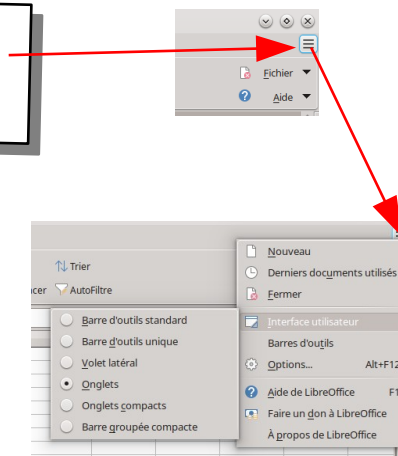 Fichier
Aide
Nouveau
Trier
Derniers documents utilisés
AutoFiltre
Fermer
Barre d'outils standard
Interface utilisateur
Barre d'outils unique
Barres d'outils
Volet latéral
Options... Alt+F12
Onglets
Aide de LibreOffice F1
Onglets compacts
Faire un don à LibreOffice
Barre groupée compacte
À propos de LibreOffice